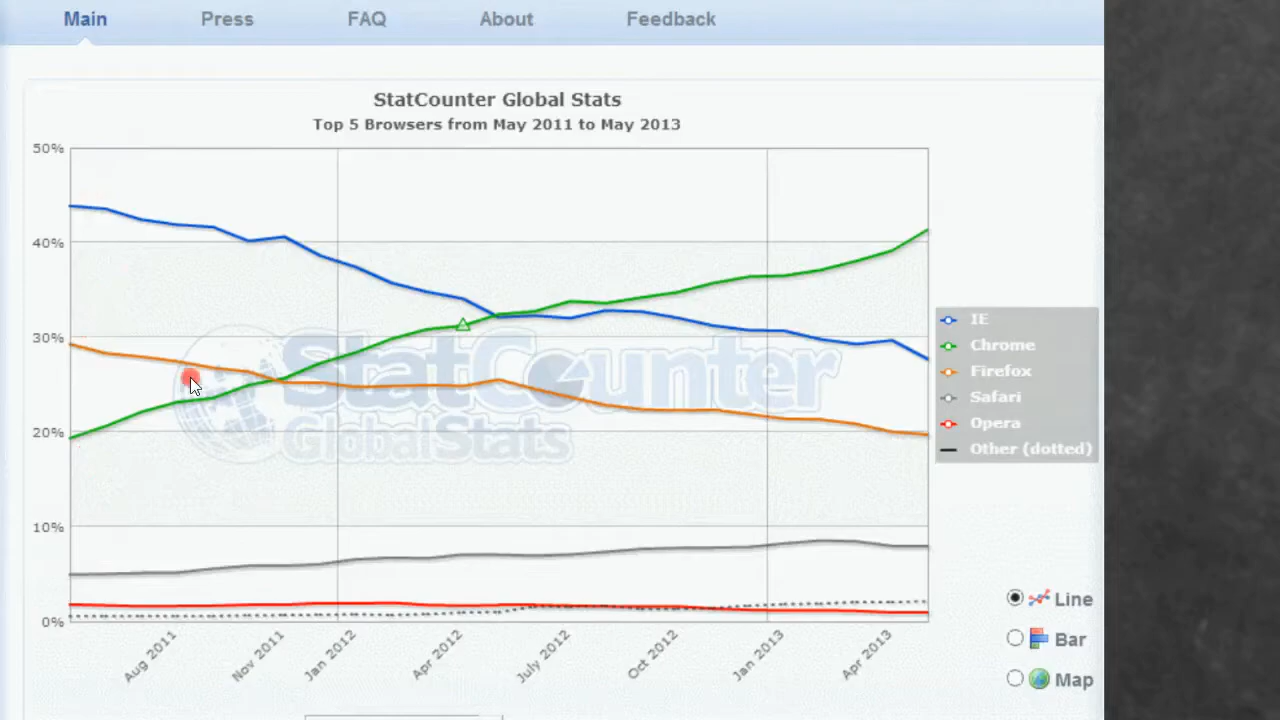 Main Press FAQ About Feedback
StatCounter Global Stats
Top 5 Browsers from May 2011 to May 2013
50%
40%
30%
20%
10%
0%
StatCounter
GlobalStats
IE
Chrome
Firefox
Safari
Opera
Other (dotted)
Aug 2011 Nov 2011 Jan 2012 Apr 2012 July 2012 Oct 2012 Jan 2013 Apr 2013
Line
Bar
Map